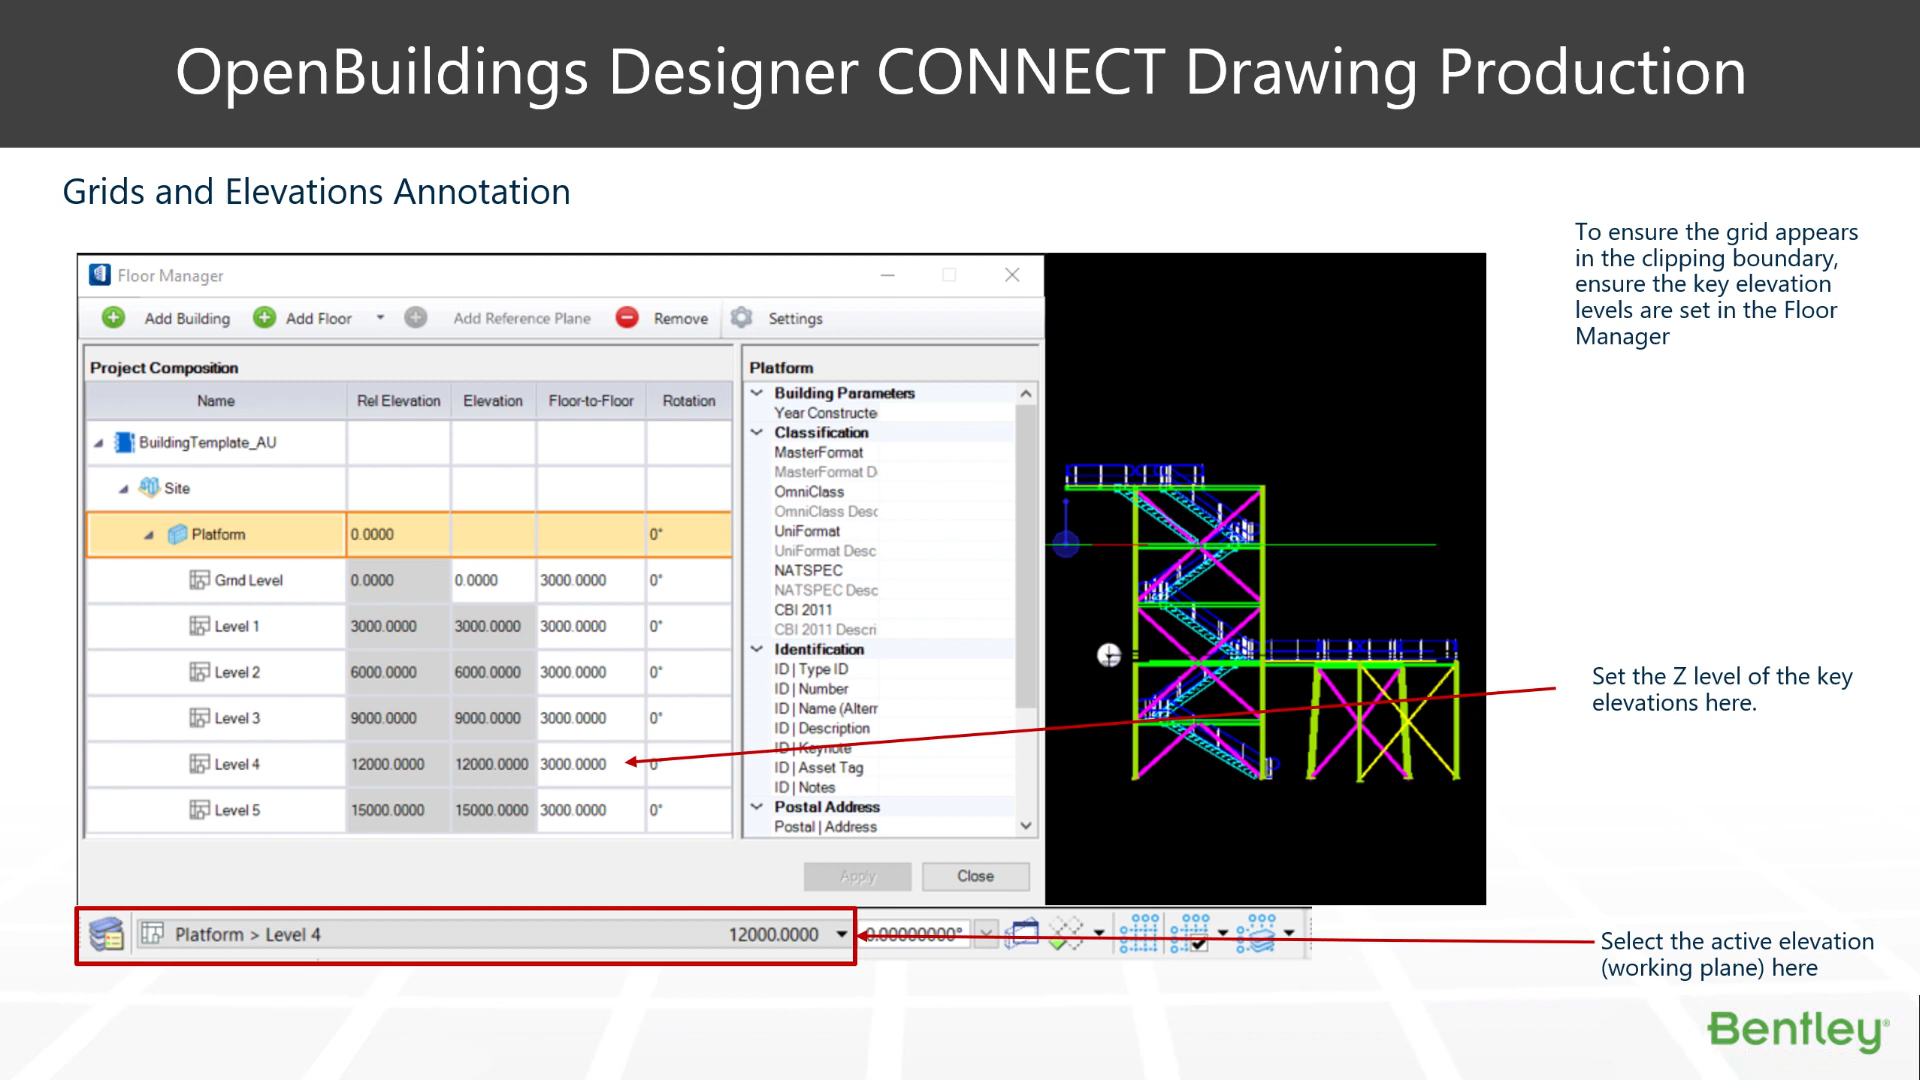 OpenBuildings Designer CONNECT Drawing Production
Grids and Elevations Annotation
To ensure the grid appears
in the clipping boundary,
ensure the key elevation
levels are set in the Floor
Manager
Floor Manager
Add Building Add Floor Add Reference Plane Remove Settings
Project Composition
Name Rel Elevation Elevation Floor-to-Floor Rotation
BuildingTemplate_AU
Site
Platform 0.0000 0°
Grnd Level 0.0000 0.0000 3000.0000 0°
Level 1 3000.0000 3000.0000 3000.0000 0°
Level 2 6000.0000 6000.0000 3000.0000 0°
Level 3 9000.0000 9000.0000 3000.0000 0°
Level 4 12000.0000 12000.0000 3000.0000 0°
Level 5 15000.0000 15000.0000 3000.0000 0°
Platform
Building Parameters
Year Constructe
Classification
MasterFormat
MasterFormat D
OmniClass
OmniClass Desc
UniFormat
UniFormat Desc
NATSPEC
NATSPEC Desc
CBI 2011
CBI 2011 Descri
Identification
ID | Type ID
ID | Number
ID | Name (Altern
ID | Description
ID | Keynote
ID | Asset Tag
ID | Notes
Postal Address
Postal | Address
Apply Close
Set the Z level of the key
elevations here.
Platform > Level 4 12000.0000 0.00000000°
Select the active elevation
(working plane) here
Bentley®